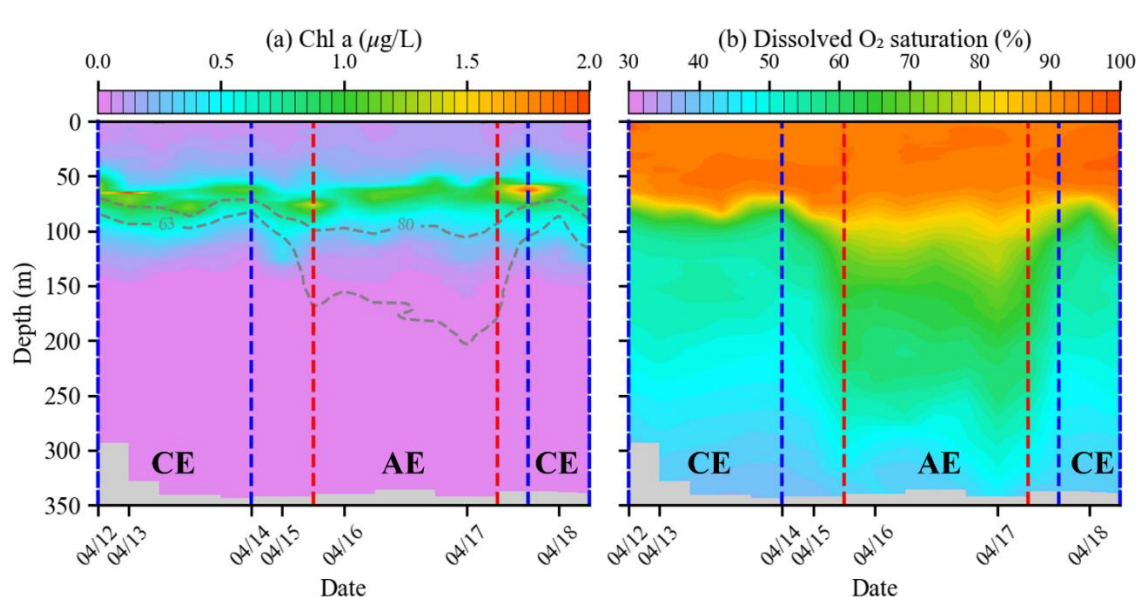 (a) Chl a (μg/L)
0.0 0.5 1.0 1.5 2.0
(b) Dissolved O₂ saturation (%)
30 40 50 60 70 80 90 100
Depth (m)
0
50
100
150
200
250
300
350
63
80
CE
AE
CE
CE
AE
CE
04/12 04/13 04/14 04/15 04/16 04/17 04/18
04/12 04/13 04/14 04/15 04/16 04/17 04/18
Date
Date